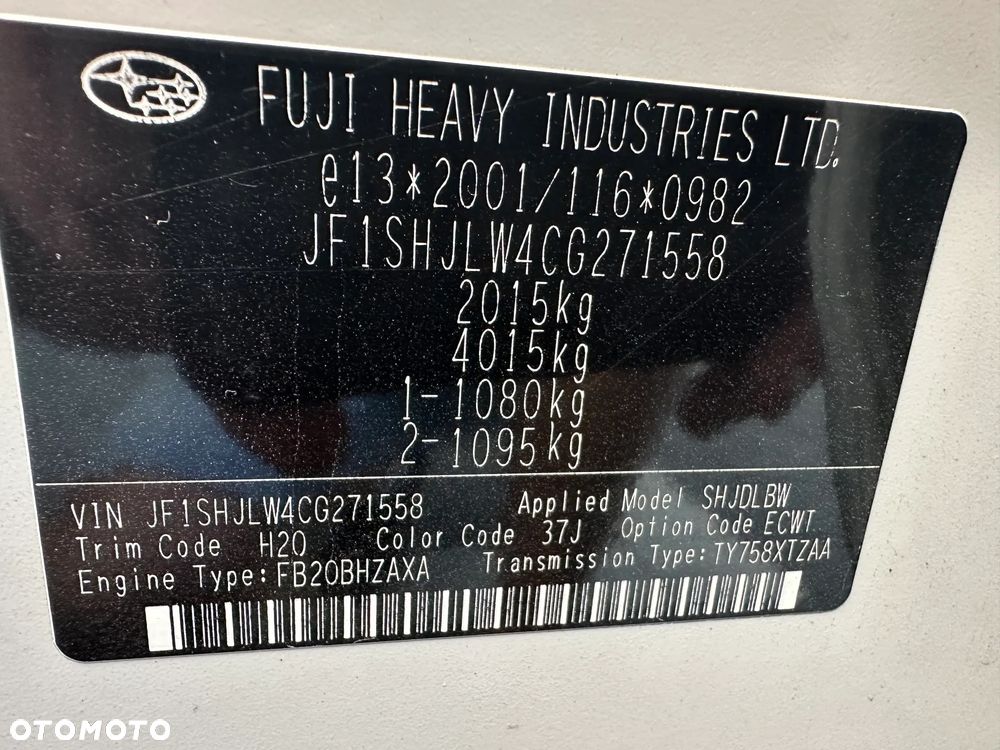 FUJI HEAVY INDUSTRIES LTD.
e13*2001/116*0982
JF1SHJLW4CG271558
2015kg
4015kg
1-1080kg
2-1095kg
VIN JF1SHJLW4CG271558 Applied Model SHJDLBW
Trim Code H20 Color Code 37J Option Code ECWT
Engine Type:FB20BHZAXA Transmission Type:TY758XTZAA
OTOMOTO